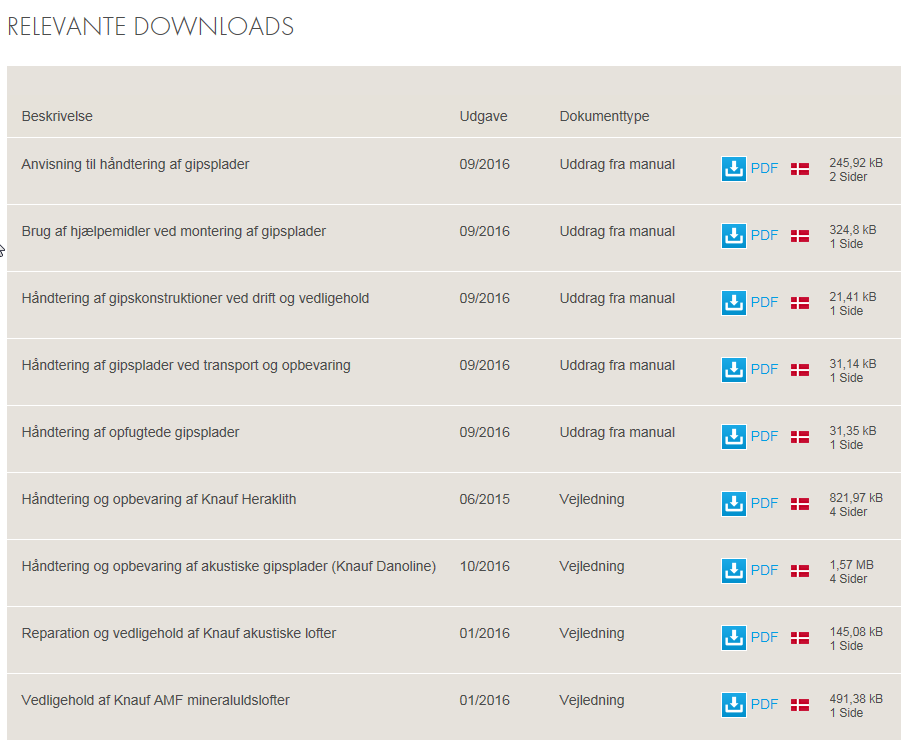 RELEVANTE DOWNLOADS
Beskrivelse Udgave Dokumenttype
Anvisning til håndtering af gipsplader 09/2016 Uddrag fra manual PDF 245,92 kB
2 Sider
Brug af hjælpemidler ved montering af gipsplader 09/2016 Uddrag fra manual PDF 324,8 kB
1 Side
Håndtering af gipskonstruktioner ved drift og vedligehold 09/2016 Uddrag fra manual PDF 21,41 kB
1 Side
Håndtering af gipsplader ved transport og opbevaring 09/2016 Uddrag fra manual PDF 31,14 kB
1 Side
Håndtering af opfugtede gipsplader 09/2016 Uddrag fra manual PDF 31,35 kB
1 Side
Håndtering og opbevaring af Knauf Heraklith 06/2015 Vejledning PDF 821,97 kB
4 Sider
Håndtering og opbevaring af akustiske gipsplader (Knauf Danoline) 10/2016 Vejledning PDF 1,57 MB
4 Sider
Reparation og vedligehold af Knauf akustiske lofter 01/2016 Vejledning PDF 145,08 kB
1 Side
Vedligehold af Knauf AMF mineraluldslofter 01/2016 Vejledning PDF 491,38 kB
1 Side